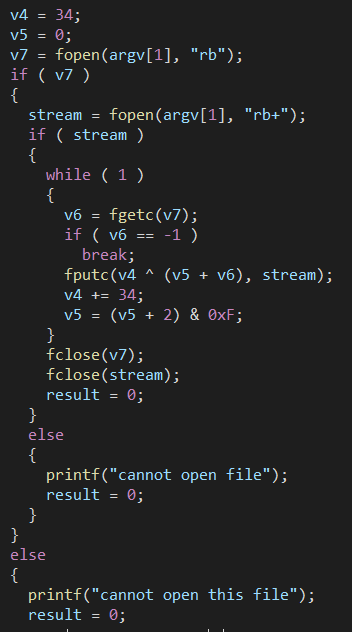 v4 = 34;
v5 = 0;
v7 = fopen(argv[1], "rb");
if ( v7 )
{
  stream = fopen(argv[1], "rb+");
  if ( stream )
  {
    while ( 1 )
    {
      v6 = fgetc(v7);
      if ( v6 == -1 )
        break;
      fputc(v4 ^ (v5 + v6), stream);
      v4 += 34;
      v5 = (v5 + 2) & 0xF;
    }
    fclose(v7);
    fclose(stream);
    result = 0;
  }
  else
  {
    printf("cannot open file");
    result = 0;
  }
}
else
{
  printf("cannot open this file");
  result = 0;